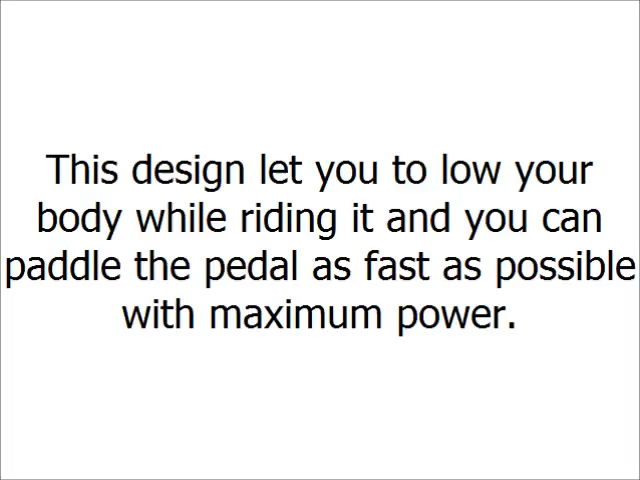 This design let you to low your
body while riding it and you can
paddle the pedal as fast as possible
with maximum power.